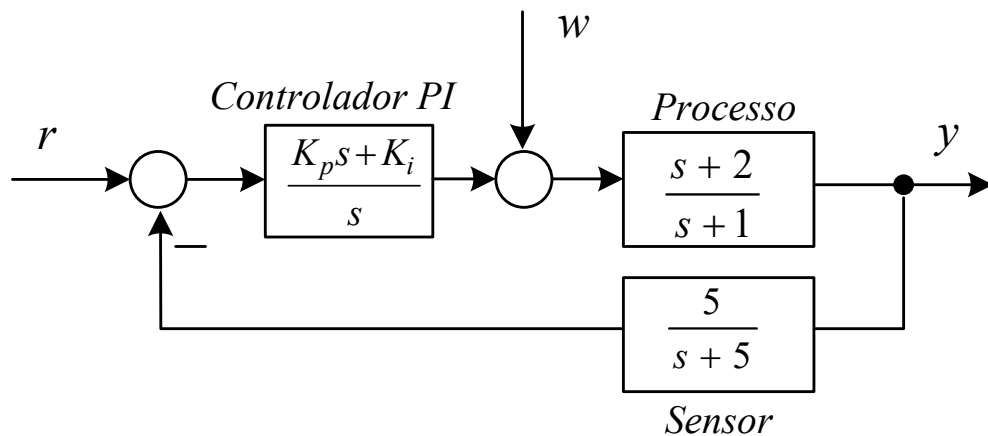 w
Controlador PI
Processo
r
y
K_p s + K_i
s
s + 2
s + 1
−
5
s + 5
Sensor